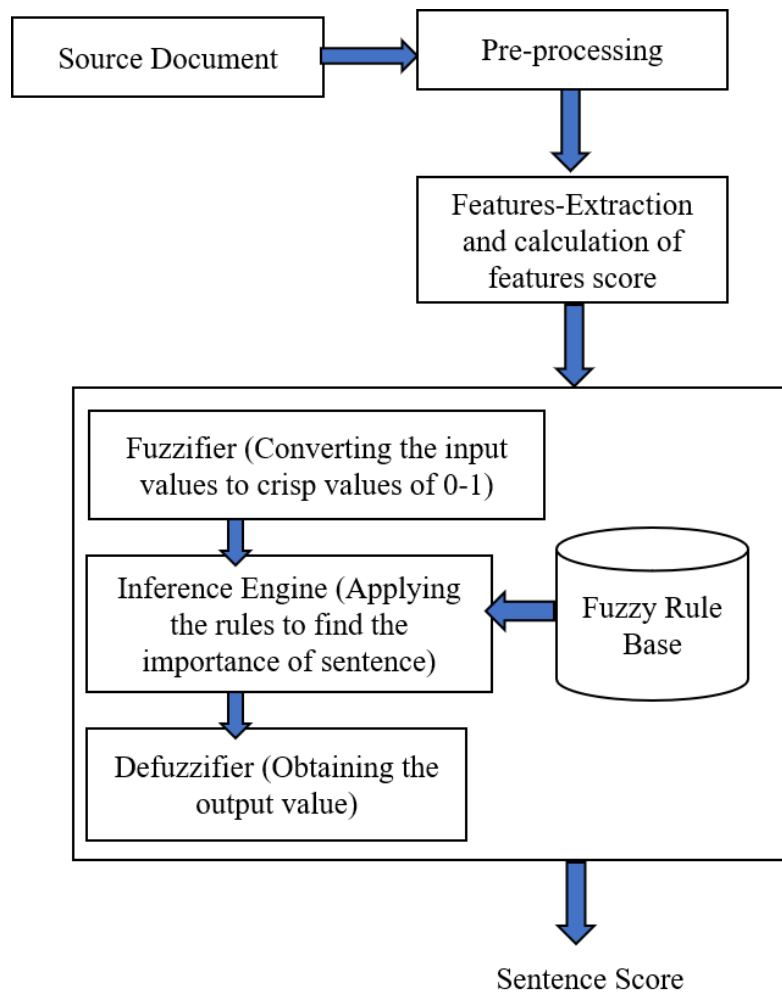 Source Document
Pre-processing
Features-Extraction
and calculation of
features score
Fuzzifier (Converting the input
values to crisp values of 0-1)
Inference Engine (Applying
the rules to find the
importance of sentence)
Fuzzy Rule
Base
Defuzzifier (Obtaining the
output value)
Sentence Score